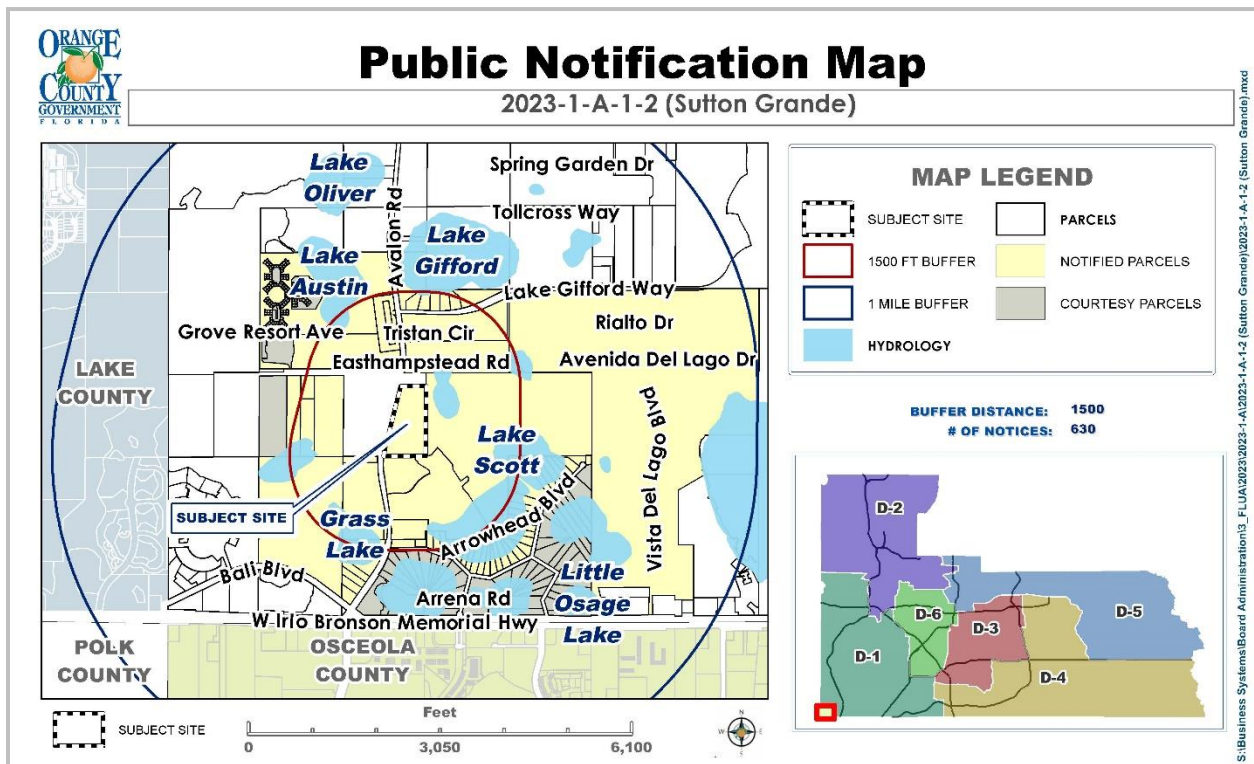 ORANGE
COUNTY
GOVERNMENT
FLORIDA
Public Notification Map
2023-1-A-1-2 (Sutton Grande)
Lake
Oliver
Spring Garden Dr
Avalon Rd
Tollcross Way
Lake
Gifford
Lake
Austin
Lake Gifford Way
Grove Resort Ave
Tristan Cir
Rialto Dr
Easthampstead Rd
Avenida Del Lago Dr
LAKE
COUNTY
Lake
Scott
Vista Del Lago Blvd
SUBJECT SITE
Grass
Lake
Arrowhead Blvd
Bali Blvd
Little
Osage
Lake
Arrena Rd
W Irlo Bronson Memorial Hwy
POLK
COUNTY
OSCEOLA
COUNTY
SUBJECT SITE
Feet
0
3,050
6,100
N
W
E
S
MAP LEGEND
SUBJECT SITE
PARCELS
1500 FT BUFFER
NOTIFIED PARCELS
1 MILE BUFFER
COURTESY PARCELS
HYDROLOGY
BUFFER DISTANCE: 1500
# OF NOTICES: 630
D-2
D-6
D-3
D-5
D-1
D-4
S:\Business Systems\Board Administration\3_FLUA\2023\2023-1-A\2023-1-A-1-2 (Sutton Grande)\2023-1-A-1-2 (Sutton Grande).mxd